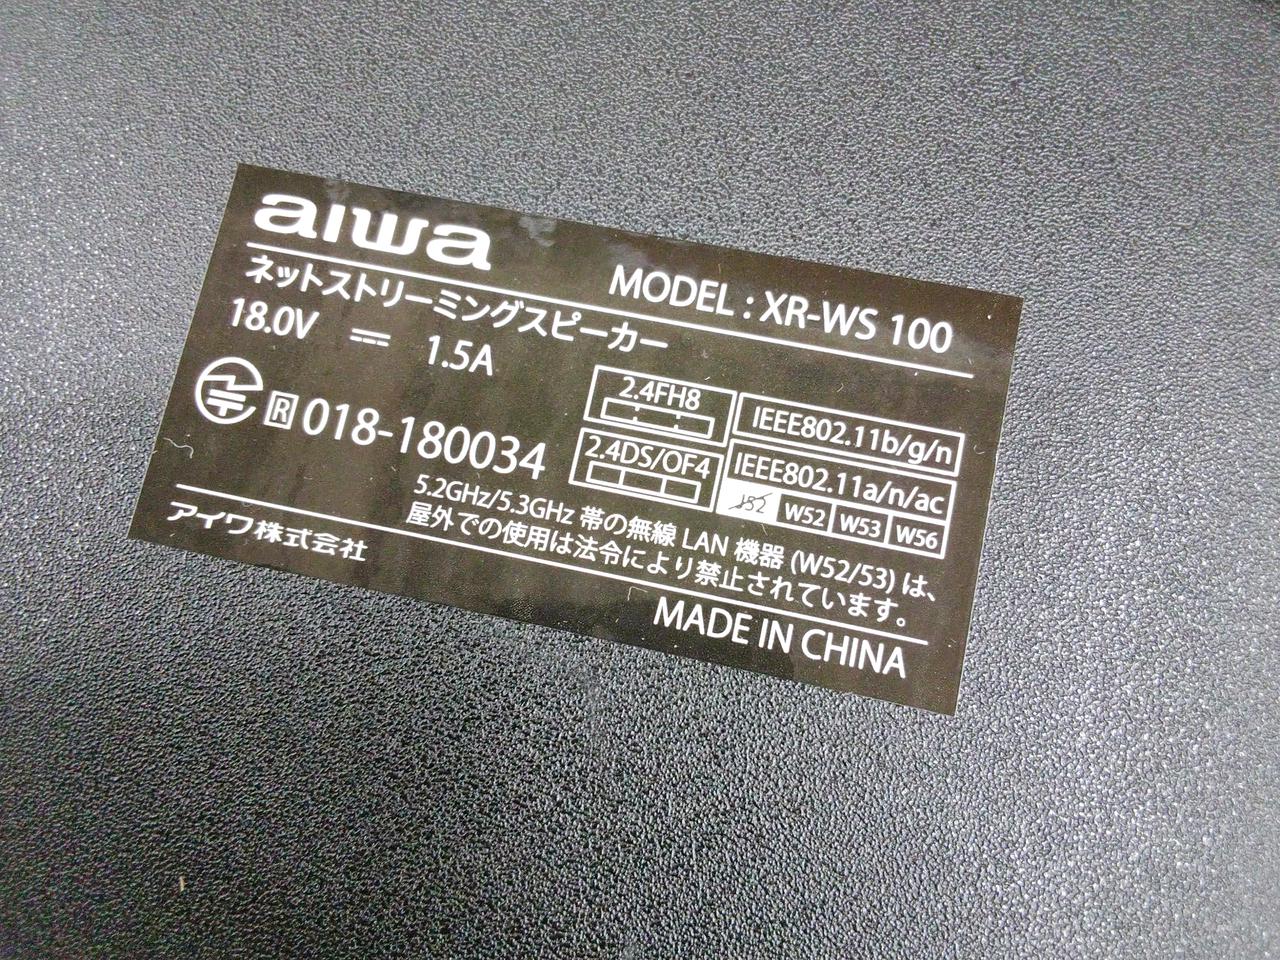 aiwa
MODEL : XR-WS 100
ネットストリーミングスピーカー
18.0V ⎓ 1.5A
R 018-180034
2.4FH8
IEEE802.11b/g/n
2.4DS/OF4
IEEE802.11a/n/ac
J52 W52 W53 W56
5.2GHz/5.3GHz 帯の無線 LAN 機器 (W52/53) は、
屋外での使用は法令により禁止されています。
アイワ株式会社
MADE IN CHINA